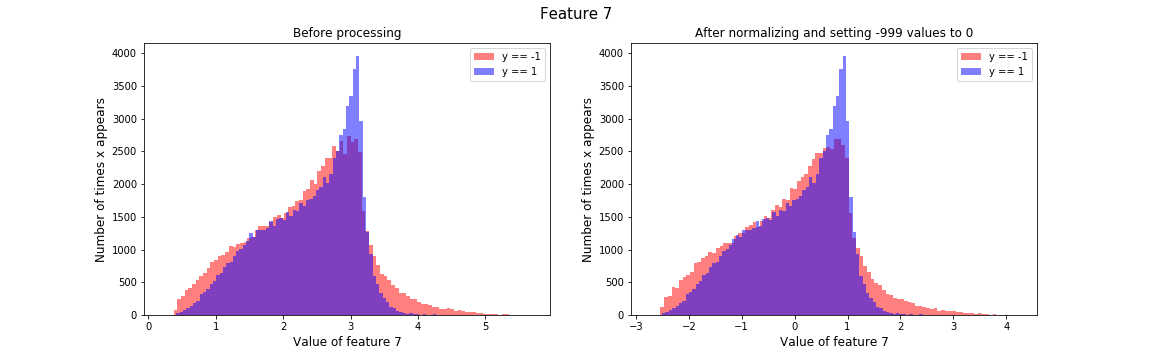 Feature 7
Before processing
Number of times x appears
4000
3500
3000
2500
2000
1500
1000
500
0
0 1 2 3 4 5
Value of feature 7
y == -1
y == 1
After normalizing and setting -999 values to 0
Number of times x appears
4000
3500
3000
2500
2000
1500
1000
500
0
−3 −2 −1 0 1 2 3 4
Value of feature 7
y == -1
y == 1